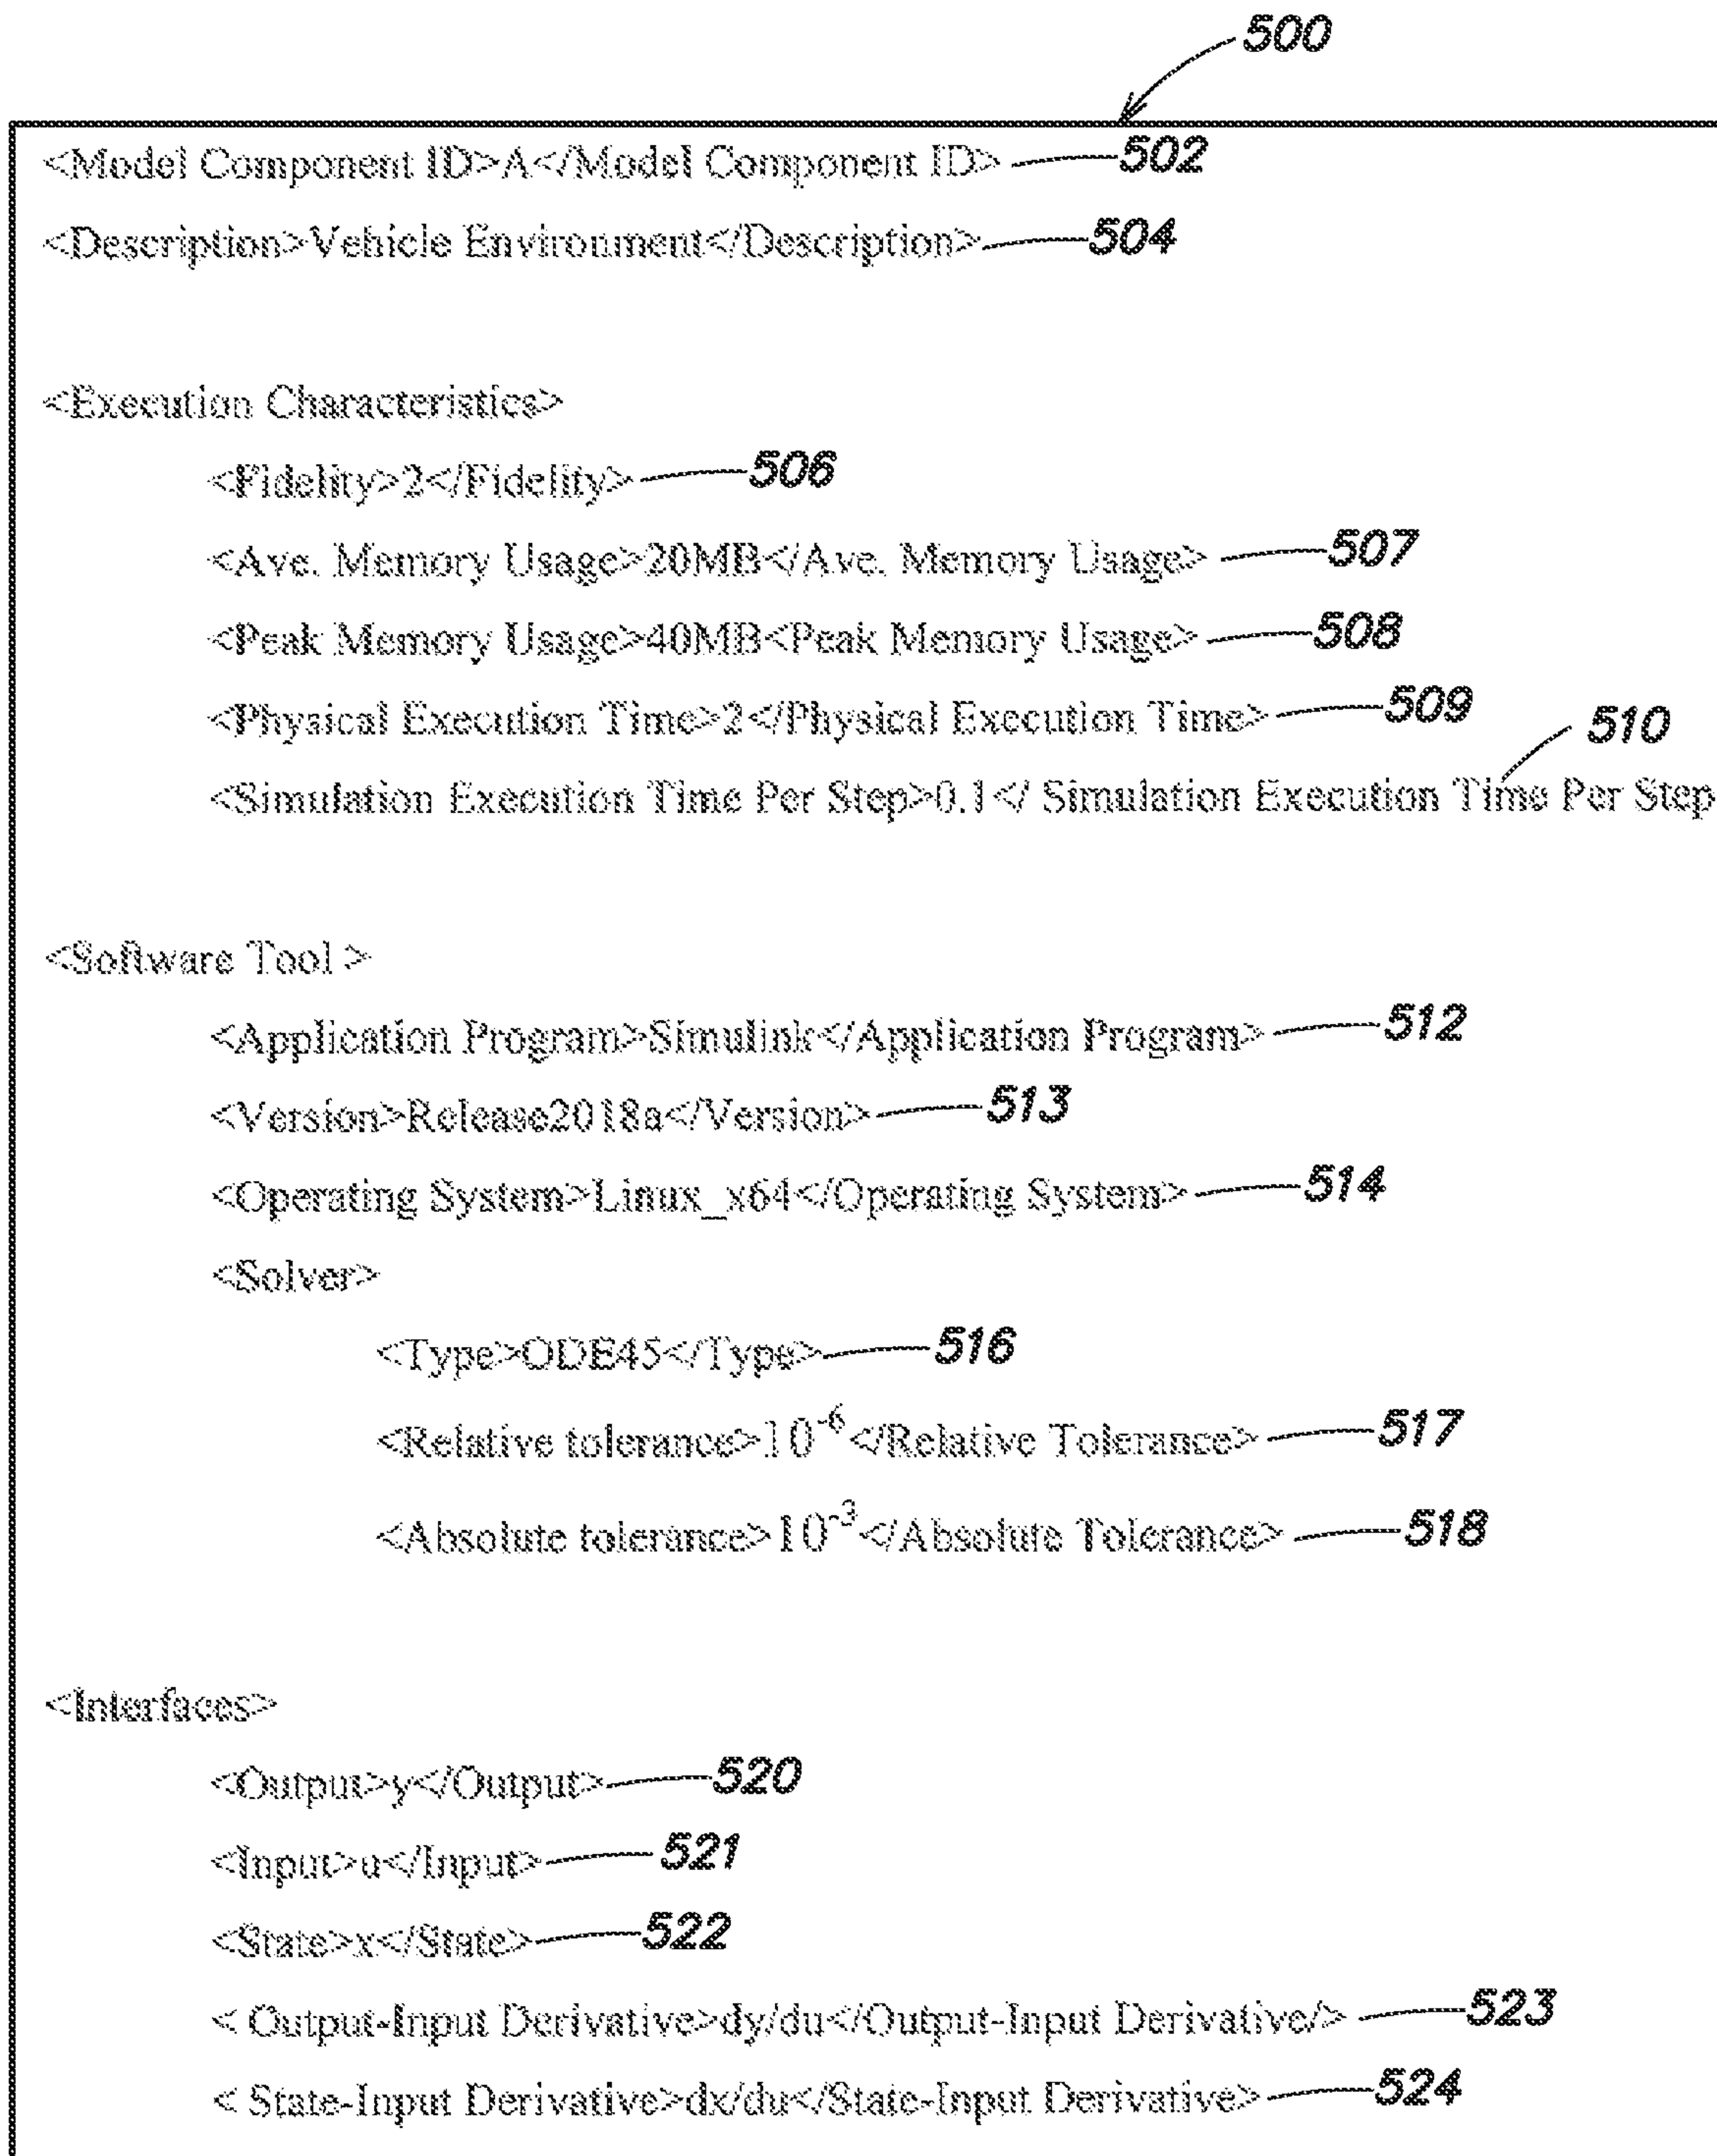 500
<Model Component ID>A</Model Component ID> 502
<Description>Vehicle Environment</Description> 504
<Execution Characteristics>
<Fidelity>2</Fidelity> 506
<Ave. Memory Usage>20MB</Ave. Memory Usage> 507
<Peak Memory Usage>40MB<Peak Memory Usage> 508
<Physical Execution Time>2</Physical Execution Time> 509
510
<Simulation Execution Time Per Step>0.1</ Simulation Execution Time Per Step
<Software Tool >
<Application Program>Simulink</Application Program> 512
<Version>Release2018a</Version> 513
<Operating System>Linux_x64</Operating System> 514
<Solver>
<Type>ODE45</Type> 516
<Relative tolerance>10⁻⁶</Relative Tolerance> 517
<Absolute tolerance>10⁻³</Absolute Tolerance> 518
<Interfaces>
<Output>y</Output> 520
<Input>u</Input> 521
<State>x</State> 522
< Output-Input Derivative>dy/du</Output-Input Derivative/> 523
< State-Input Derivative>dx/du</State-Input Derivative> 524